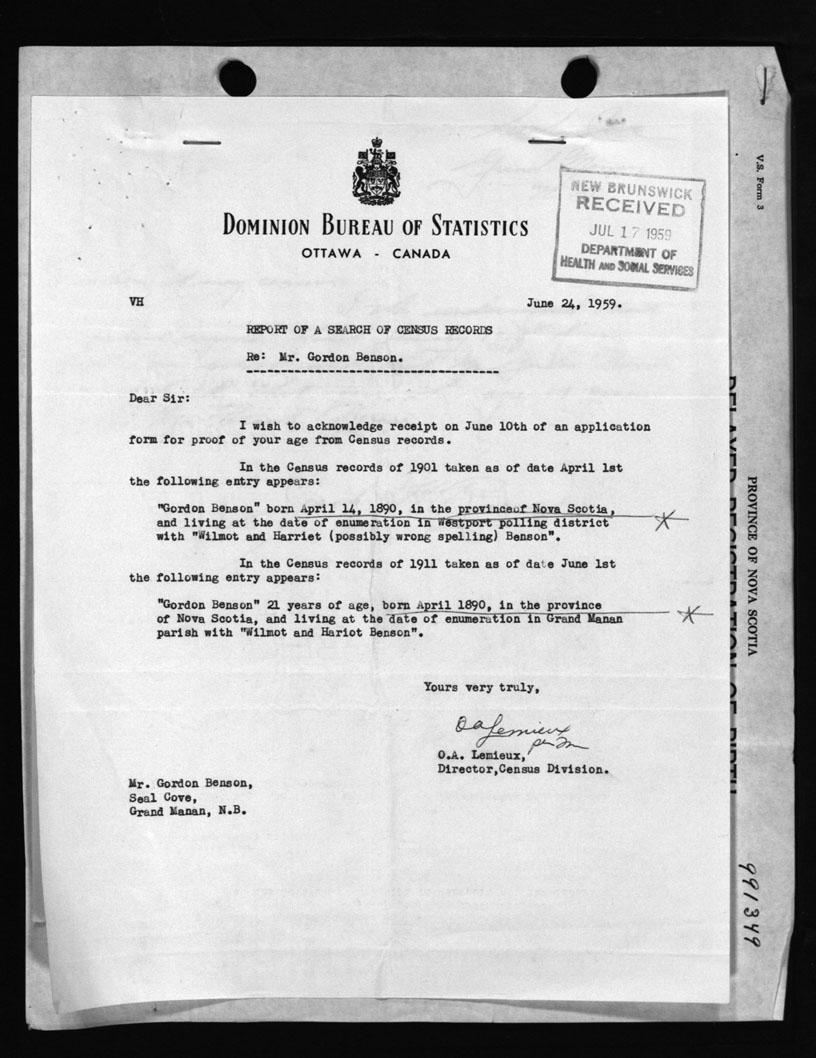 DOMINION BUREAU OF STATISTICS
OTTAWA - CANADA
NEW BRUNSWICK
RECEIVED
JUL 17 1959
DEPARTMENT OF
HEALTH AND SOCIAL SERVICES
VH
June 24, 1959.
REPORT OF A SEARCH OF CENSUS RECORDS
Re: Mr. Gordon Benson.
Dear Sir:
I wish to acknowledge receipt on June 10th of an application
form for proof of your age from Census records.
In the Census records of 1901 taken as of date April 1st
the following entry appears:
"Gordon Benson" born April 14, 1890, in the provinceof Nova Scotia,
and living at the date of enumeration in Westport polling district
with "Wilmot and Harriet (possibly wrong spelling) Benson".
In the Census records of 1911 taken as of date June 1st
the following entry appears:
"Gordon Benson" 21 years of age, born April 1890, in the province
of Nova Scotia, and living at the date of enumeration in Grand Manan
parish with "Wilmot and Hariot Benson".
Yours very truly,
O A Lemieux
per
O.A. Lemieux,
Director,Census Division.
Mr. Gordon Benson,
Seal Cove,
Grand Manan, N.B.
V.S. Form 3
PROVINCE OF NOVA SCOTIA
DELAYED REGISTRATION OF BIRTH
991349